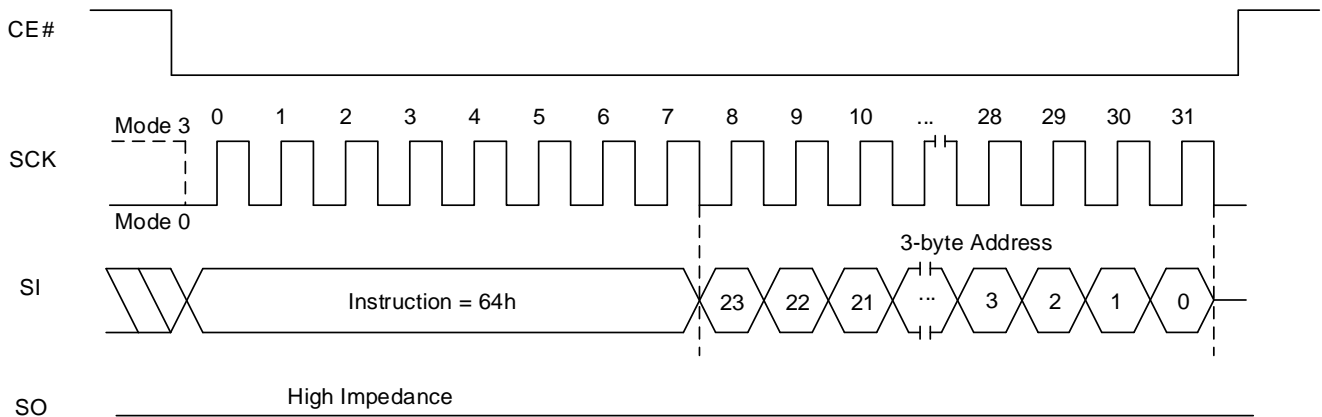 CE#
0 1 2 3 4 5 6 7 8 9 10 ... 28 29 30 31
Mode 3
SCK
Mode 0
3-byte Address
SI
Instruction = 64h 23 22 21 ... 3 2 1 0
High Impedance
SO